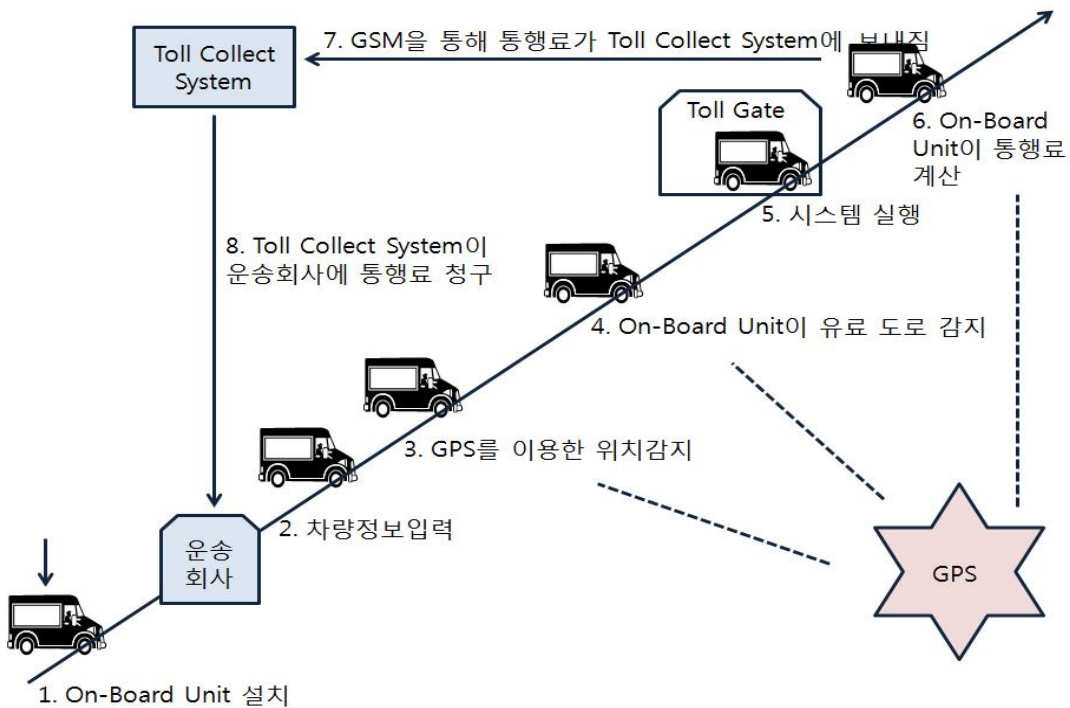 Toll Collect
System
7. GSM을 통해 통행료가 Toll Collect System에 보내짐
Toll Gate
6. On-Board
Unit이 통행료
계산
5. 시스템 실행
8. Toll Collect System이
운송회사에 통행료 청구
4. On-Board Unit이 유료 도로 감지
3. GPS를 이용한 위치감지
2. 차량정보입력
운송
회사
GPS
1. On-Board Unit 설치